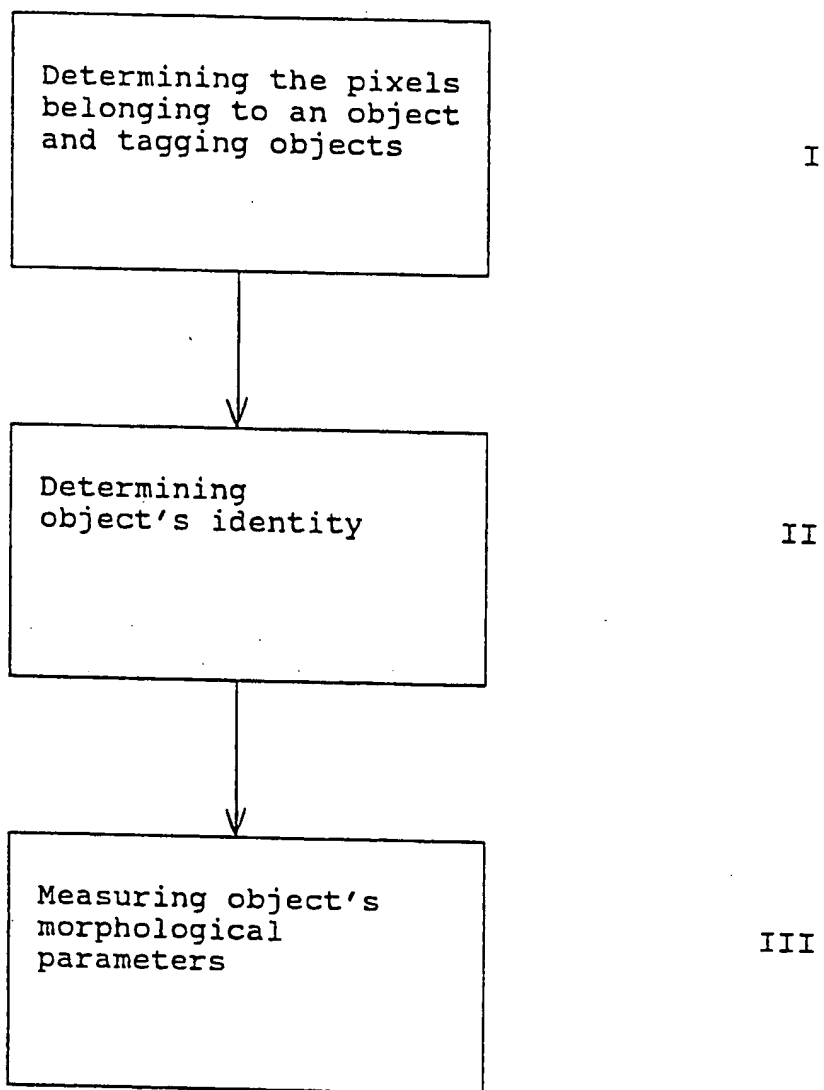 Determining the pixels
belonging to an object
and tagging objects
I
Determining
object's identity
II
Measuring object's
morphological
parameters
III